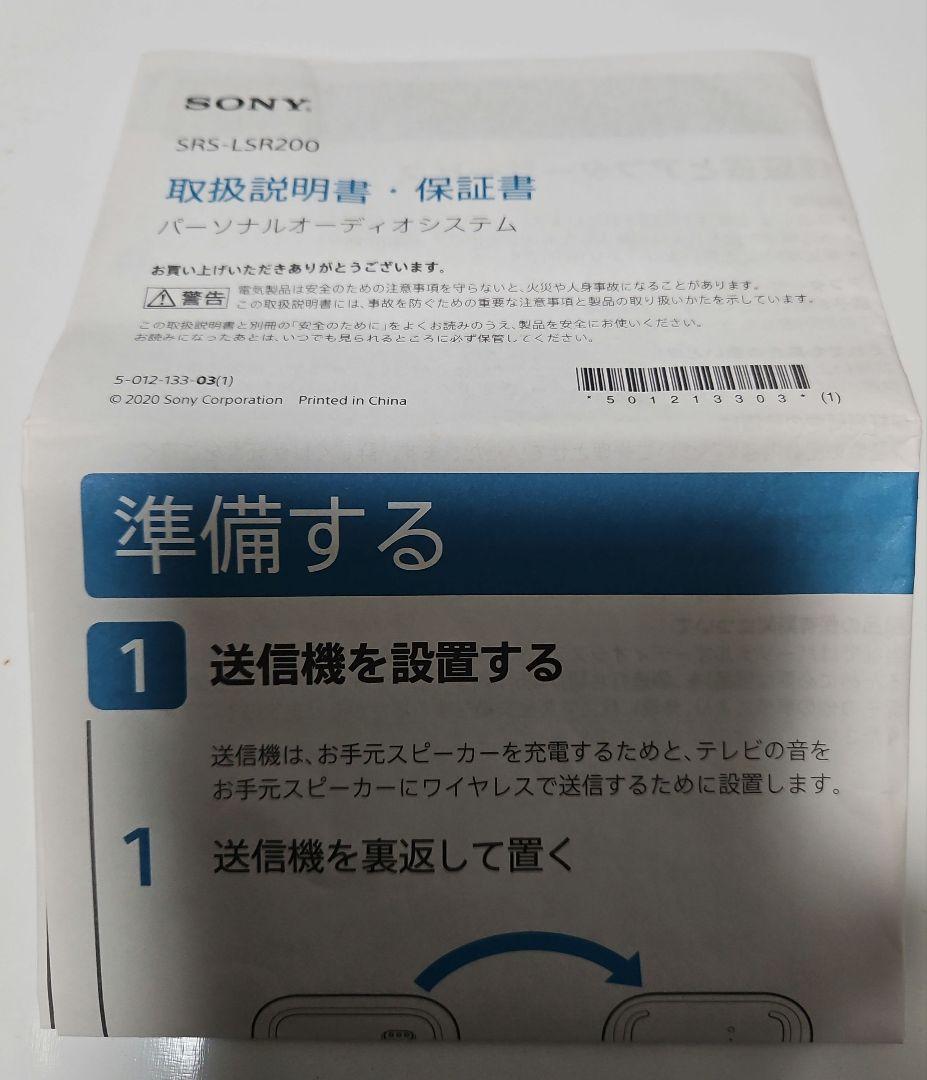 SONY
SRS-LSR200
取扱説明書・保証書
パーソナルオーディオシステム
お買い上げいただきありがとうございます。
警告
電気製品は安全のための注意事項を守らないと、火災や人身事故になることがあります。
この取扱説明書には、事故を防ぐための重要な注意事項と製品の取り扱いかたを示しています。
この取扱説明書と別冊の「安全のために」をよくお読みのうえ、製品を安全にお使いください。
お読みになったあとは、いつでも見られるところに必ず保管してください。
5-012-133-03(1)
© 2020 Sony Corporation Printed in China
*501213303* (1)
準備する
1 送信機を設置する
送信機は、お手元スピーカーを充電するためと、テレビの音を
お手元スピーカーにワイヤレスで送信するために設置します。
1 送信機を裏返して置く